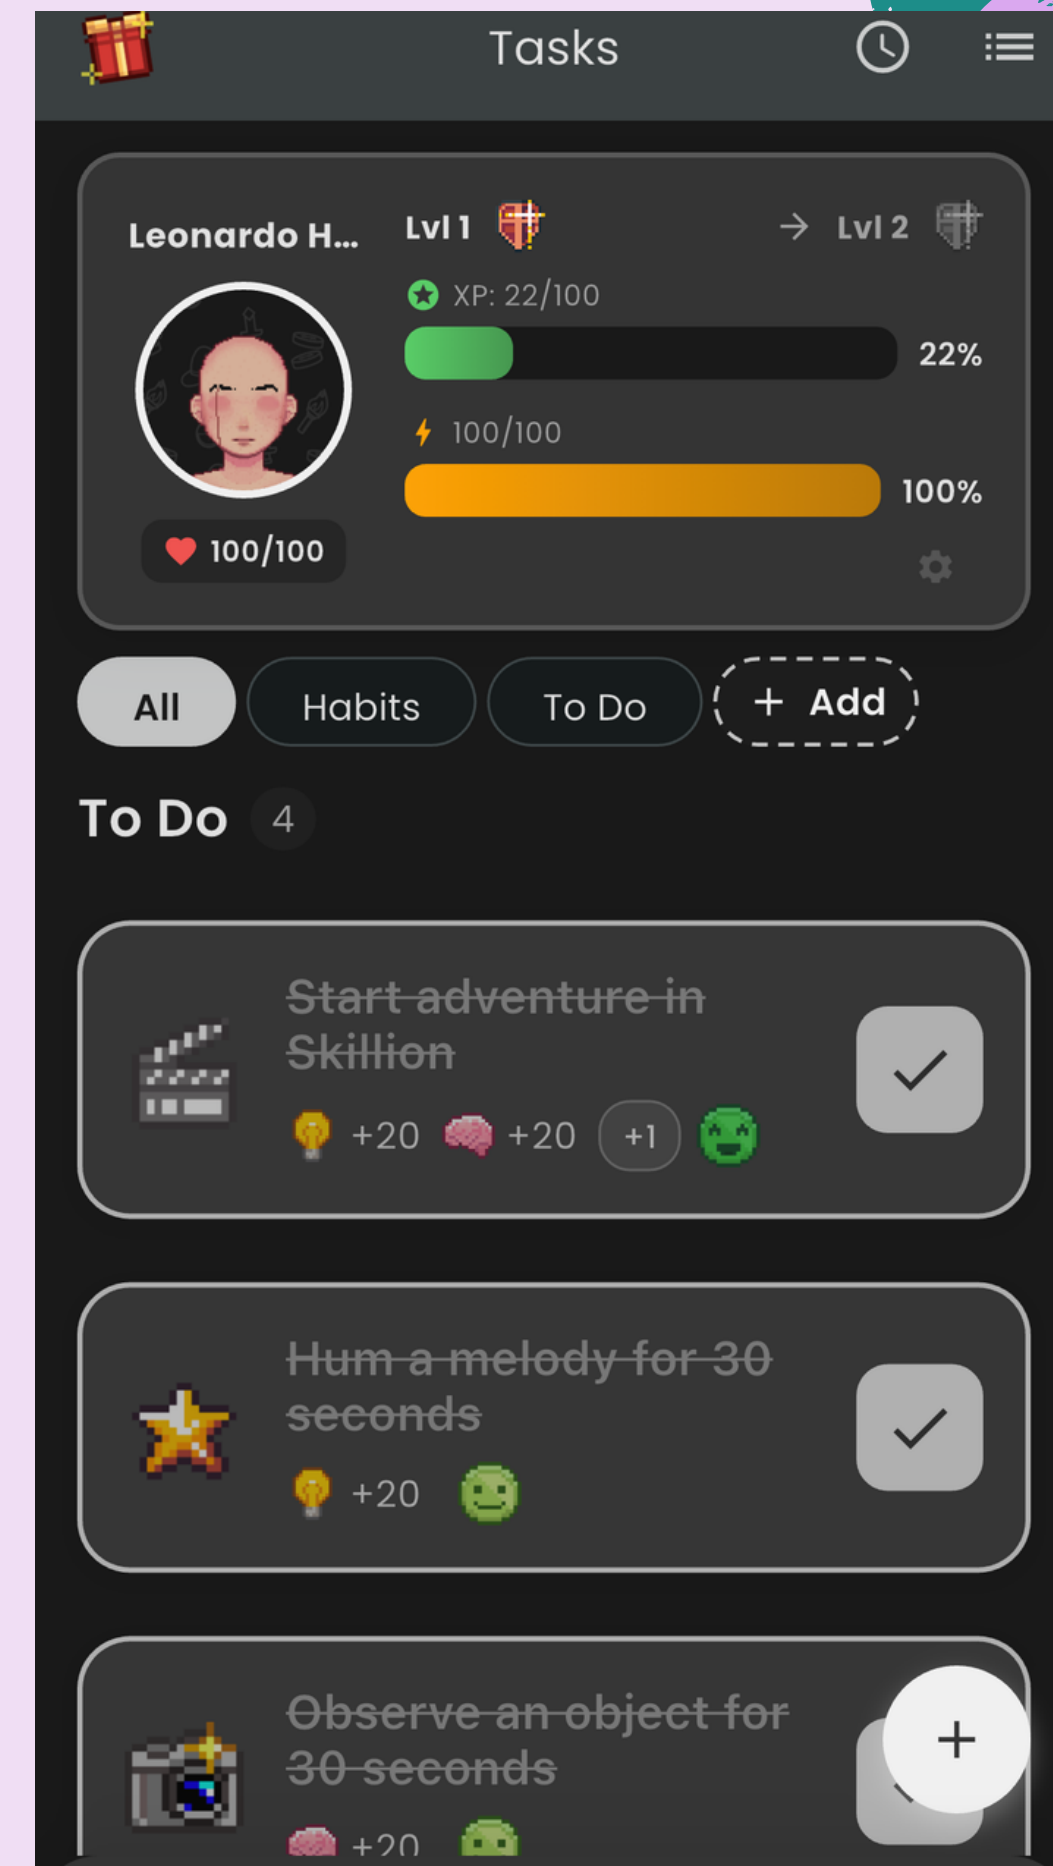 Tasks
Leonardo H...
Lvl 1
Lvl 2
XP: 22/100
22%
100/100
100%
100/100
All
Habits
To Do
+ Add
To Do 4
Start adventure in
Skillion
+20 +20 +1
Hum a melody for 30
seconds
+20
Observe an object for
30 seconds
+20